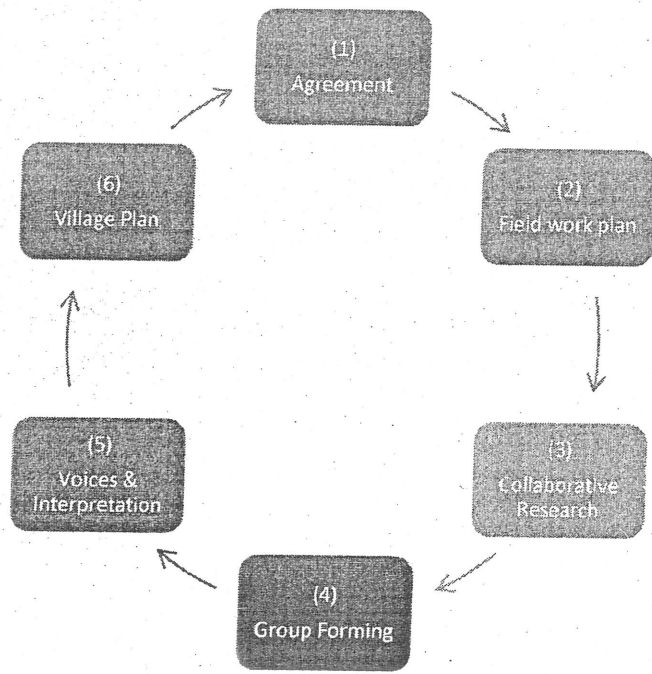 (1)
Agreement
(2)
Field work plan
(3)
Collaborative
Research
(4)
Group Forming
(5)
Voices &
Interpretation
(6)
Village Plan